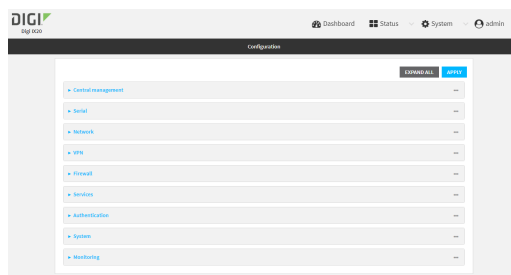 DIGI
Digi IX20
Dashboard
Status
System
admin
Configuration
EXPAND ALL
APPLY
Central management
Serial
Network
VPN
Firewall
Services
Authentication
System
Monitoring